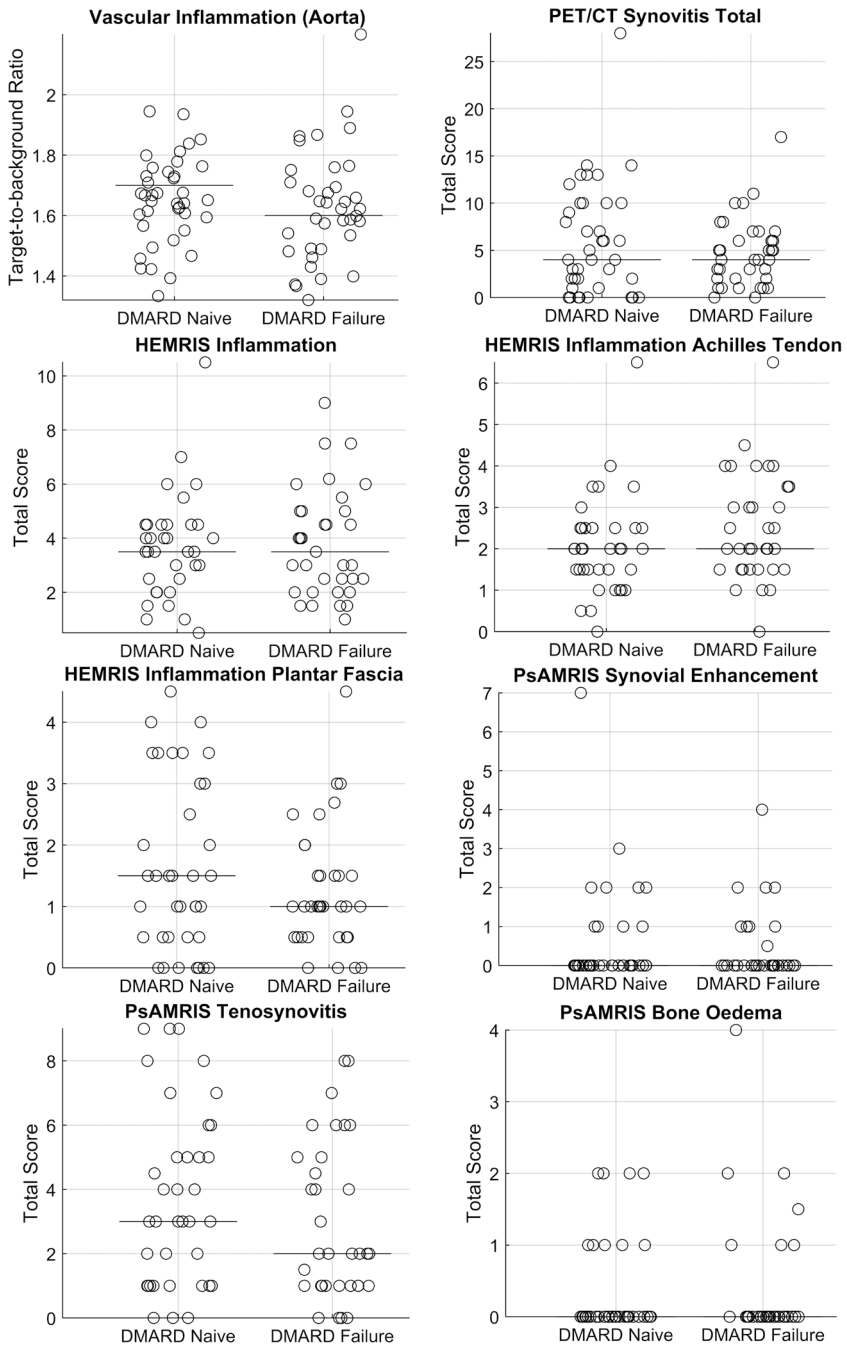 Vascular Inflammation (Aorta)
Target-to-background Ratio
2
1.8
1.6
1.4
DMARD Naive DMARD Failure
PET/CT Synovitis Total
Total Score
25
20
15
10
5
0
DMARD Naive DMARD Failure
HEMRIS Inflammation
Total Score
10
8
6
4
2
DMARD Naive DMARD Failure
HEMRIS Inflammation Achilles Tendon
Total Score
6
5
4
3
2
1
0
DMARD Naive DMARD Failure
HEMRIS Inflammation Plantar Fascia
Total Score
4
3
2
1
0
DMARD Naive DMARD Failure
PsAMRIS Synovial Enhancement
Total Score
7
6
5
4
3
2
1
0
DMARD Naive DMARD Failure
PsAMRIS Tenosynovitis
Total Score
8
6
4
2
0
DMARD Naive DMARD Failure
PsAMRIS Bone Oedema
Total Score
4
3
2
1
0
DMARD Naive DMARD Failure